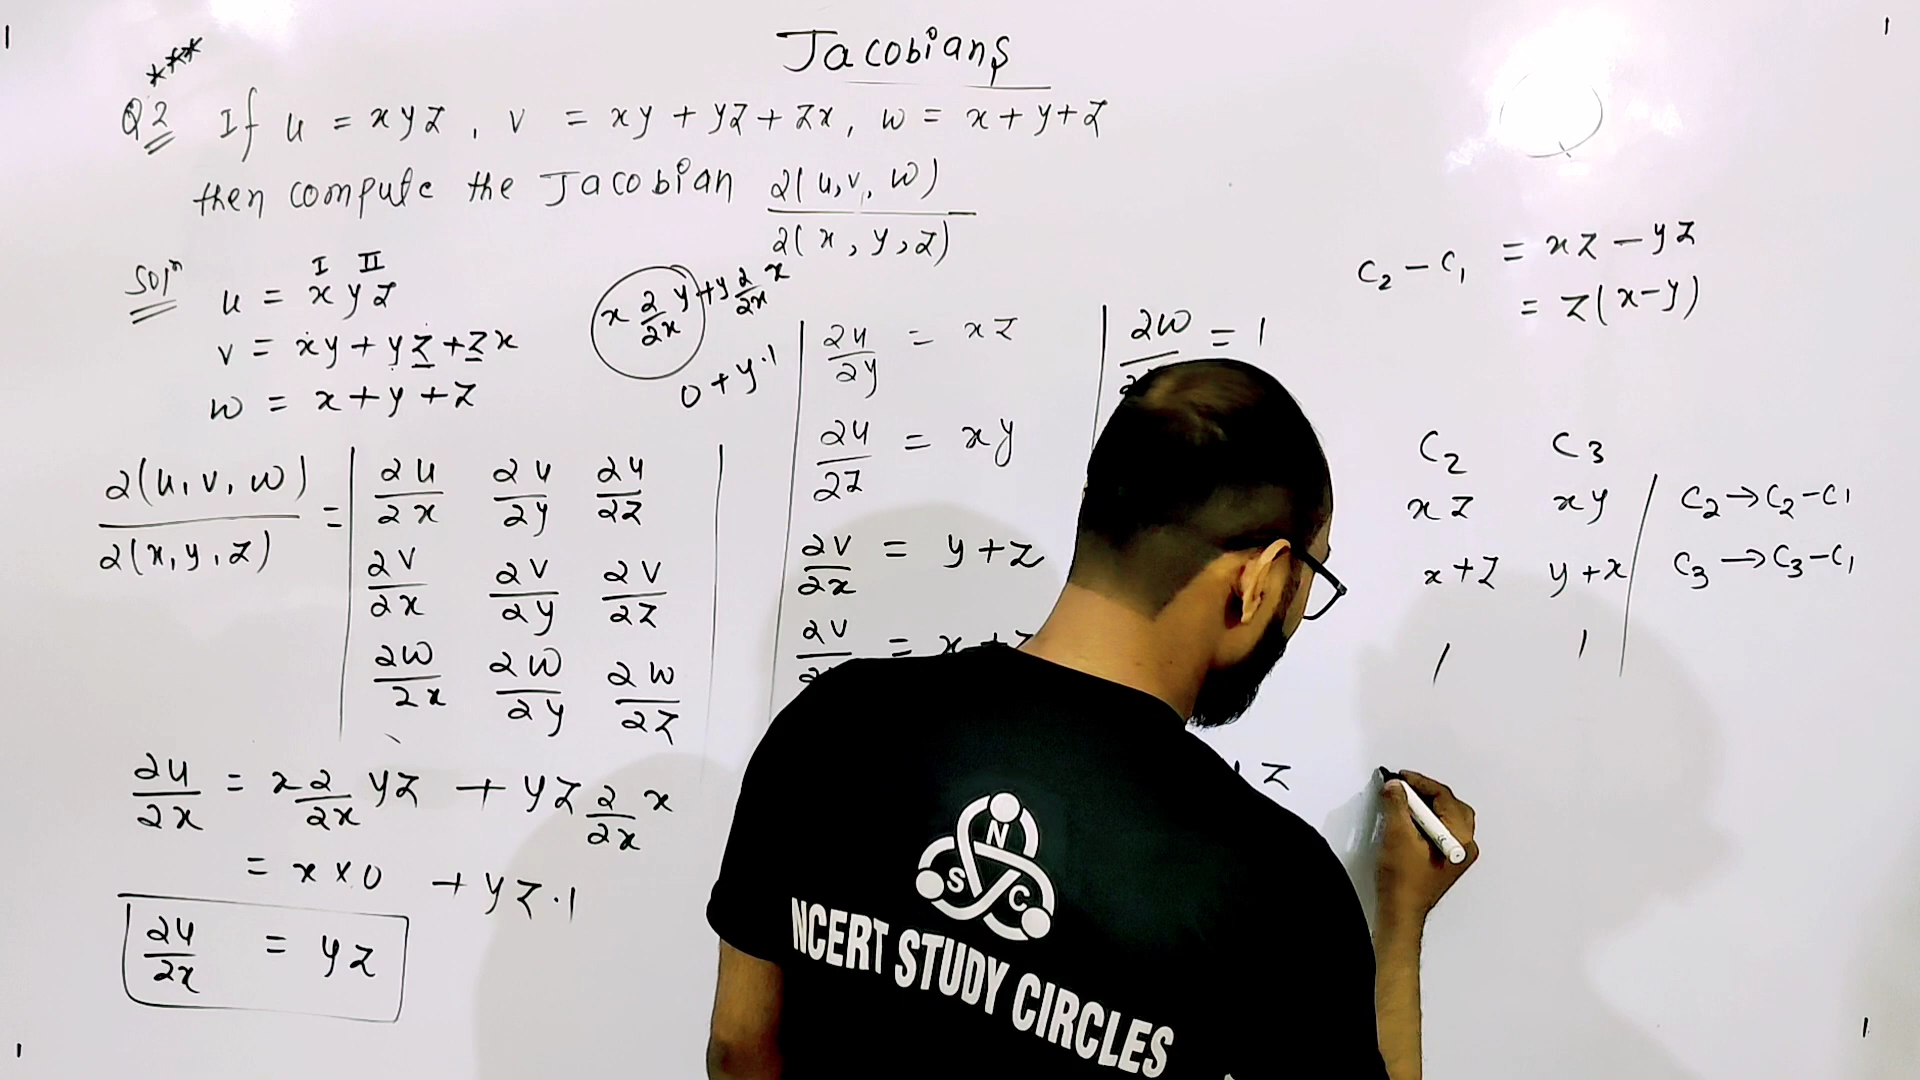 Jacobians
***
Q2 If u = xyz, v = xy + yz + zx, w = x + y + z
then compute the Jacobian ∂(u, v, w)
∂(x, y, z)
Solⁿ
I II
u = x y z
v = xy + yz + zx
w = x + y + z
x ∂/∂x y + y ∂/∂x x
0 + y·1
∂(u, v, w)/∂(x, y, z) =
∂u/∂x ∂u/∂y ∂u/∂z
∂v/∂x ∂v/∂y ∂v/∂z
∂w/∂x ∂w/∂y ∂w/∂z
∂u/∂x = x ∂/∂x yz + yz ∂/∂x x
= x × 0 + yz·1
∂u/∂x = yz
∂u/∂y = xz
∂u/∂z = xy
∂v/∂x = y + z
∂v = x + z
∂w = 1
z
C2 – C1 = xz – yz
= z(x – y)
C2 C3
xz xy C2 → C2 – C1
x+z y+x C3 → C3 – C1
1 1
N
S C
NCERT STUDY CIRCLES